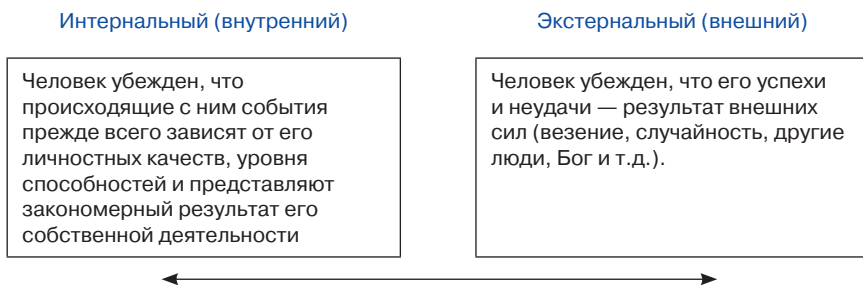 Интернальный (внутренний)
Экстернальный (внешний)
Человек убежден, что
происходящие с ним события
прежде всего зависят от его
личностных качеств, уровня
способностей и представляют
закономерный результат его
собственной деятельности
Человек убежден, что его успехи
и неудачи — результат внешних
сил (везение, случайность, другие
люди, Бог и т.д.).